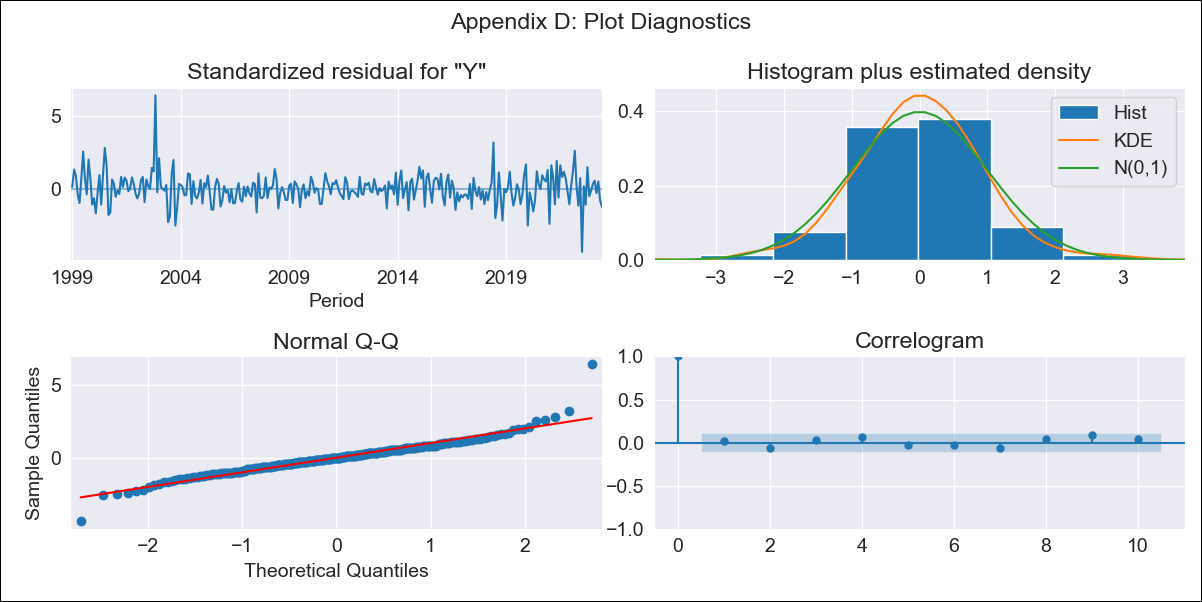 Appendix D: Plot Diagnostics
Standardized residual for "Y"
5
0
1999 2004 2009 2014 2019
Period
Histogram plus estimated density
Hist
KDE
N(0,1)
0.4
0.2
0.0
−3 −2 −1 0 1 2 3
Normal Q-Q
Sample Quantiles
5
0
−2 −1 0 1 2
Theoretical Quantiles
Correlogram
1.0
0.5
0.0
−0.5
−1.0
0 2 4 6 8 10